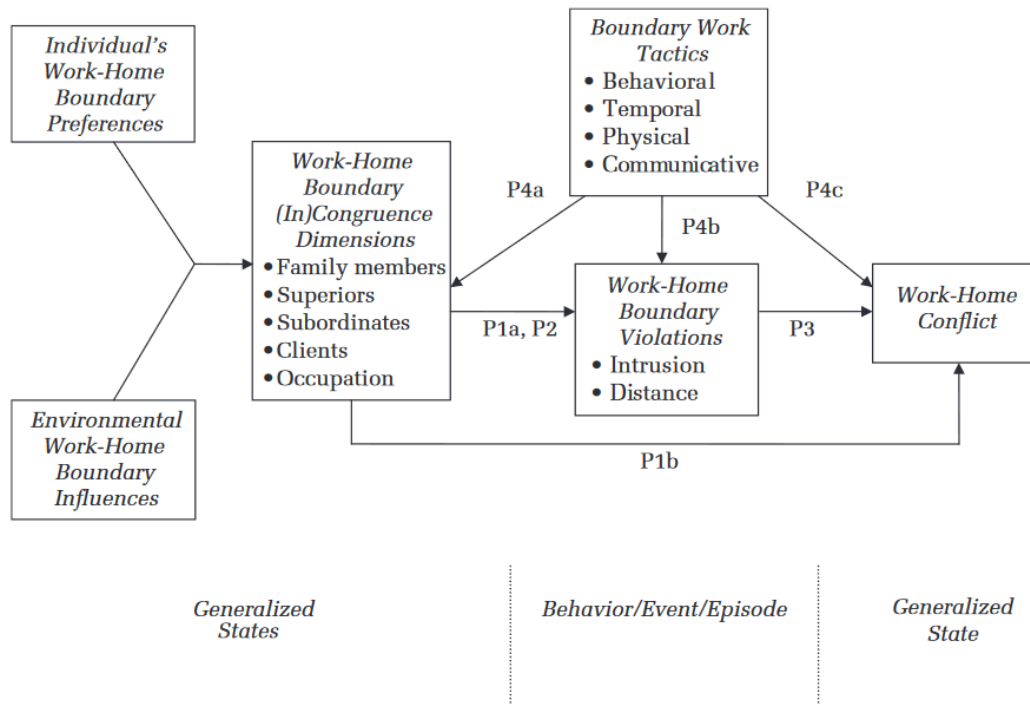 Individual's
Work-Home
Boundary
Preferences
Boundary Work
Tactics
• Behavioral
• Temporal
• Physical
• Communicative
Work-Home
Boundary
(In)Congruence
Dimensions
• Family members
• Superiors
• Subordinates
• Clients
• Occupation
P4a
P4b
P4c
P1a, P2
Work-Home
Boundary
Violations
• Intrusion
• Distance
P3
Work-Home
Conflict
P1b
Environmental
Work-Home
Boundary
Influences
Generalized
States
Behavior/Event/Episode
Generalized
State